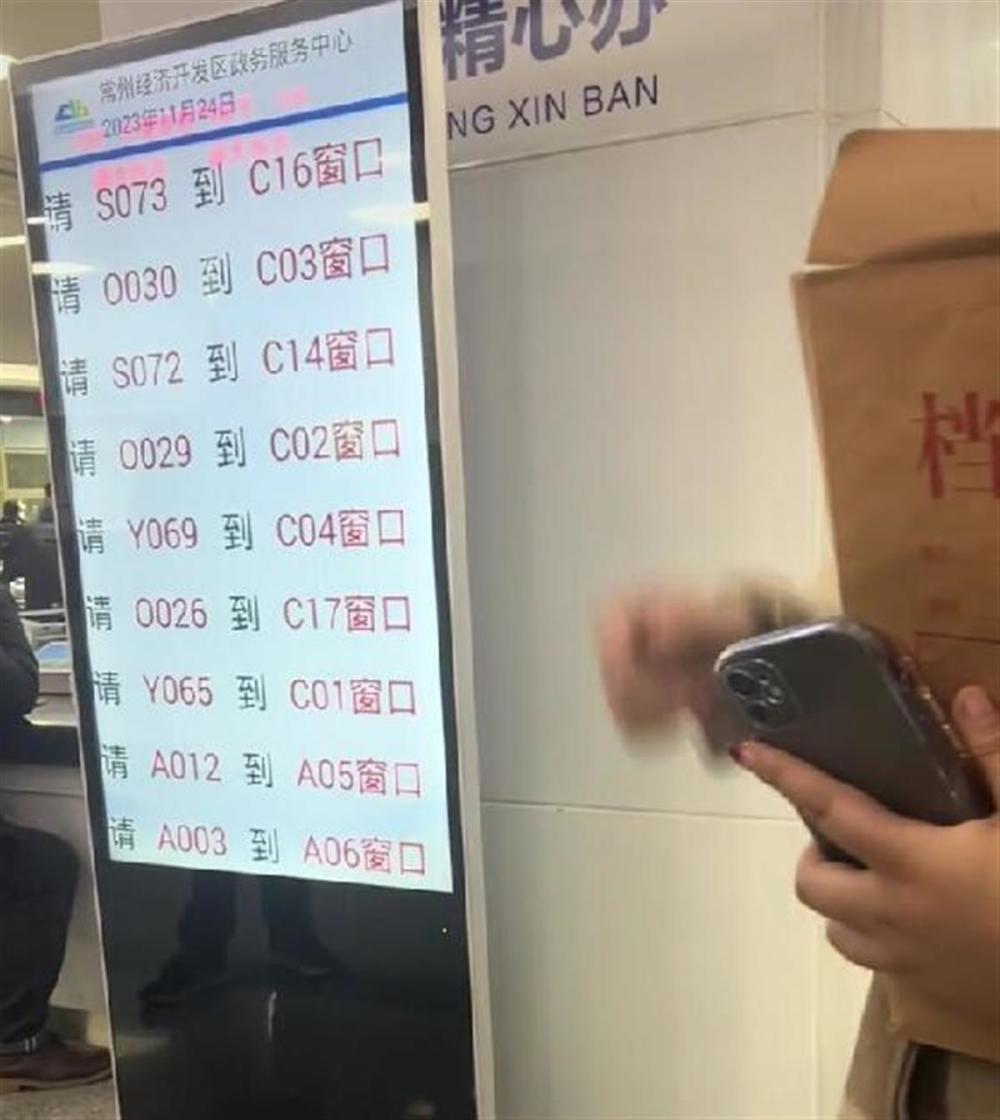 常州经济开发区政务服务中心
2023年11月24日
请 S073 到 C16窗口
请 O030 到 C03窗口
请 S072 到 C14窗口
请 O029 到 C02窗口
请 Y069 到 C04窗口
请 O026 到 C17窗口
请 Y065 到 C01窗口
请 A012 到 A05窗口
请 A003 到 A06窗口
精心办
NG XIN BAN
档